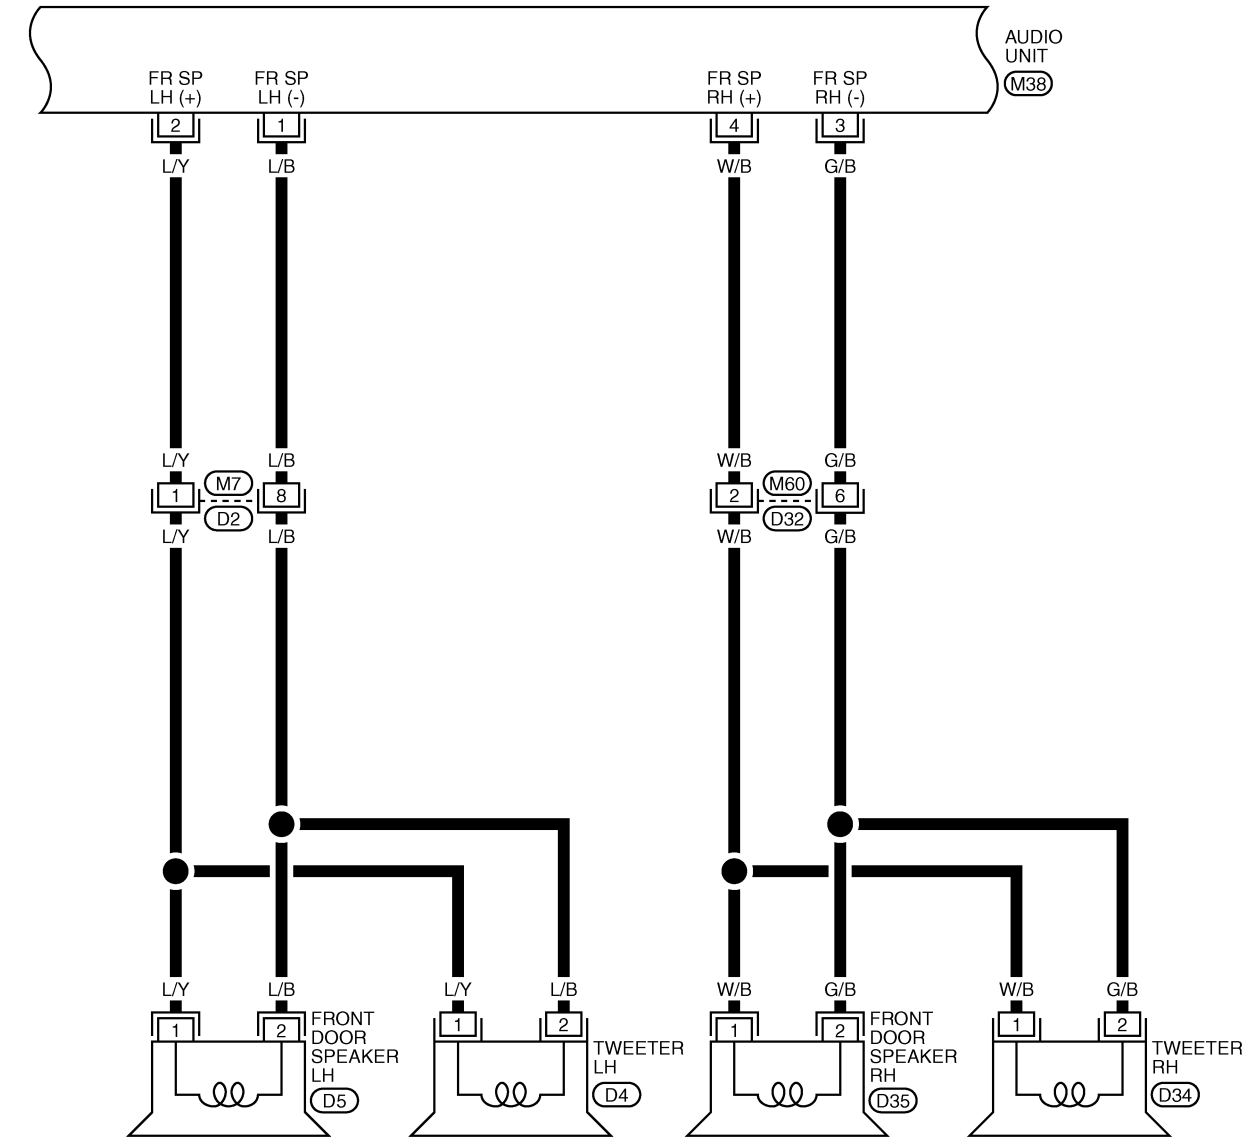 AUDIO
UNIT
M38
FR SP
LH (+)
FR SP
LH (-)
FR SP
RH (+)
FR SP
RH (-)
2
1
4
3
L/Y
L/B
W/B
G/B
L/Y
L/B
W/B
G/B
1
M7
8
2
M60
6
D2
D32
L/Y
L/B
W/B
G/B
L/Y
L/B
L/Y
L/B
W/B
G/B
W/B
G/B
1
2
FRONT
DOOR
SPEAKER
LH
D5
1
2
TWEETER
LH
D4
1
2
FRONT
DOOR
SPEAKER
RH
D35
1
2
TWEETER
RH
D34